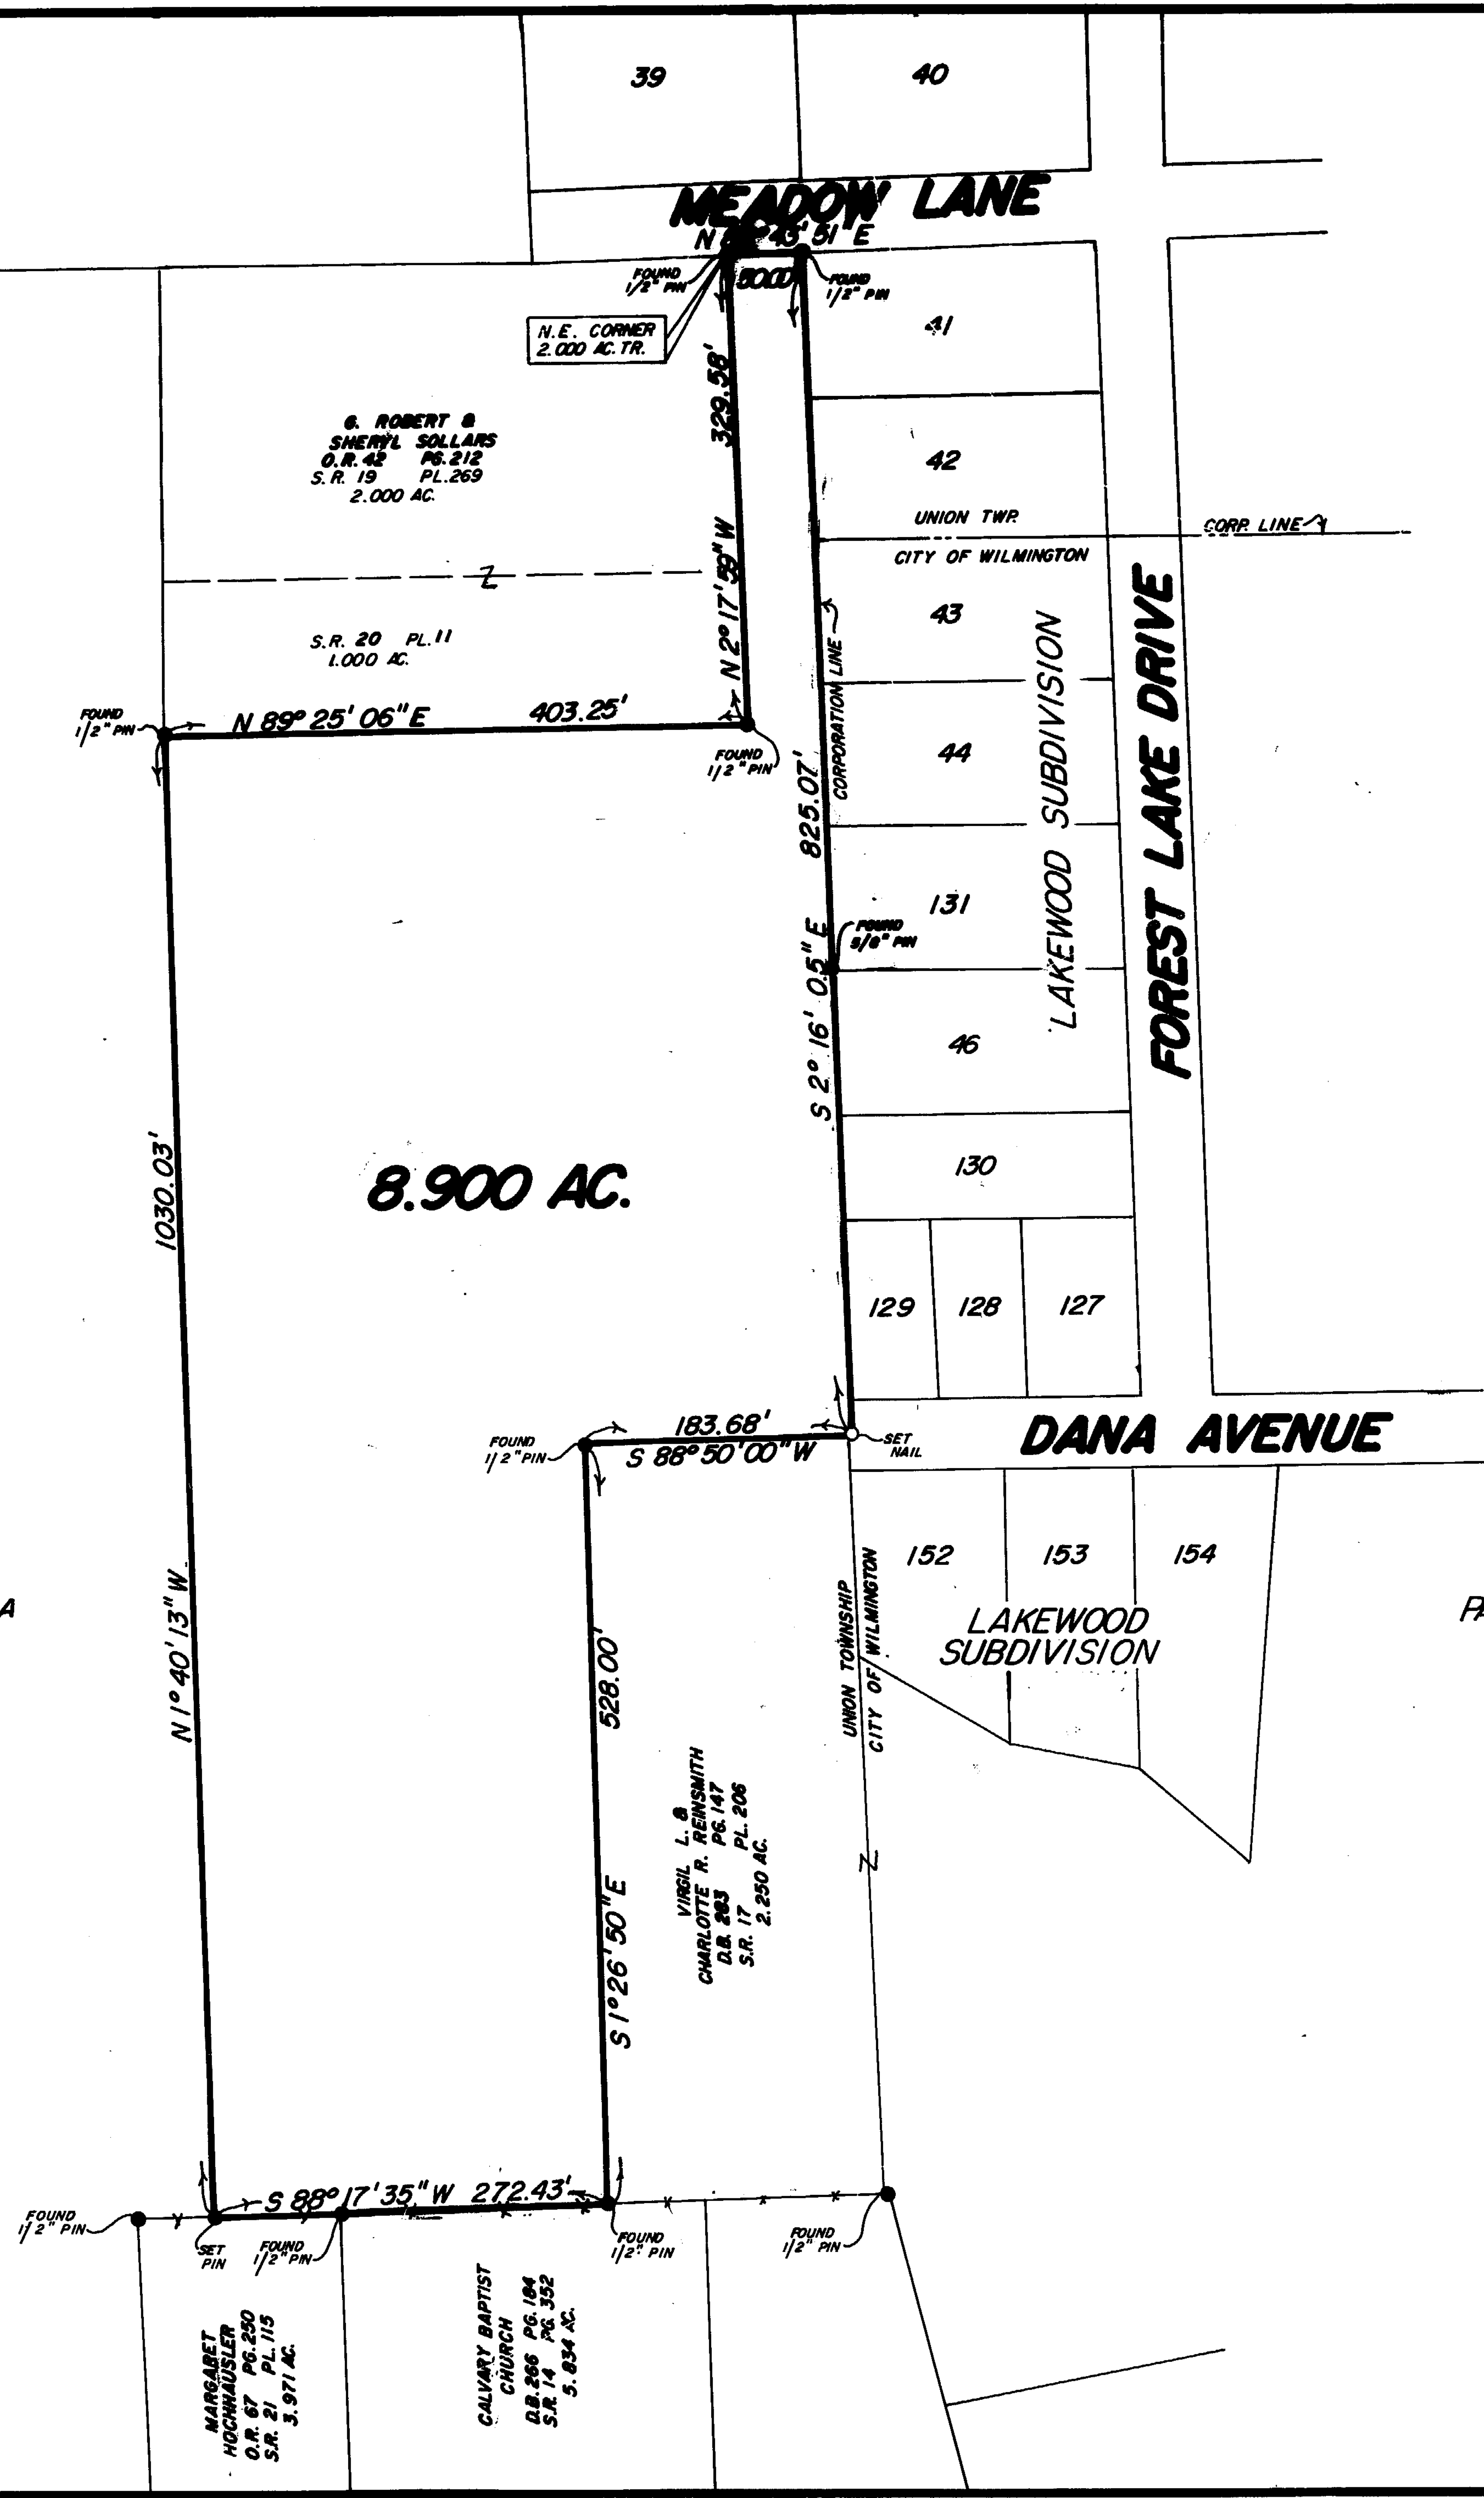 39
40
MEADOW LANE
N 45' 51" E
50.00
FOUND
1/2" PIN
FOUND
1/2" PIN
N.E. CORNER
2.000 AC. TR.
41
329.58'
G. ROBERT &
SHERYL SOLLARS
O.R. 42 PG. 212
S.R. 19 PL. 269
2.000 AC.
42
UNION TWP.
CORP. LINE
CITY OF WILMINGTON
N 2° 17' 59" W
43
S.R. 20 PL. 11
1.000 AC.
CORPORATION LINE
LAKEWOOD SUBDIVISION
FOREST LAKE DRIVE
FOUND
1/2" PIN
N 89° 25' 06" E 403.25'
FOUND
1/2" PIN
44
825.07'
131
FOUND
5/8" PIN
S 2° 16' 05" E
46
1030.03'
8.900 AC.
130
129
128
127
183.68'
S 88° 50' 00" W
FOUND
1/2" PIN
SET
NAIL
DANA AVENUE
152
153
154
LAKEWOOD
SUBDIVISION
UNION TOWNSHIP
CITY OF WILMINGTON
A
PA
N 1° 40' 13" W
528.00'
S 1° 26' 50" E
VIRGIL L. &
CHARLOTTE R. REINSMITH
D.B. 283 PG. 147
S.R. 17 PL. 206
2.250 AC.
S 88° 17' 35" W 272.43'
FOUND
1/2" PIN
SET
PIN
FOUND
1/2" PIN
FOUND
1/2" PIN
FOUND
1/2" PIN
MARGARET
HOCHHAUSLER
O.R. 67 PG. 250
S.R. 21 PL. 115
3.971 AC.
CALVARY BAPTIST
CHURCH
D.B. 266 PG. 184
S.R. 14 PG. 352
5.834 AC.